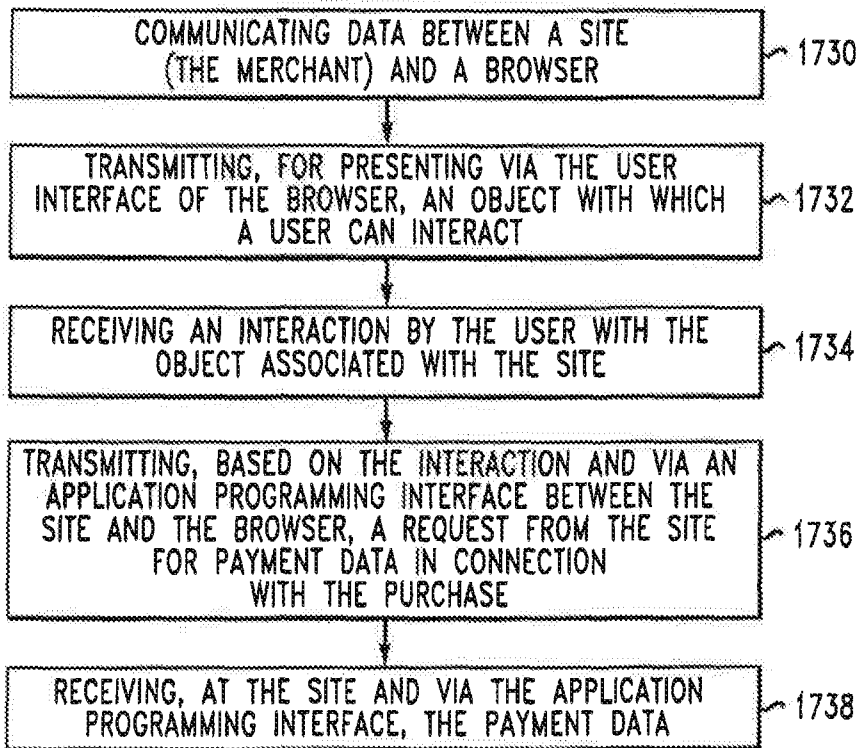 COMMUNICATING DATA BETWEEN A SITE
(THE MERCHANT) AND A BROWSER
1730
TRANSMITTING, FOR PRESENTING VIA THE USER
INTERFACE OF THE BROWSER, AN OBJECT WITH WHICH
A USER CAN INTERACT
1732
RECEIVING AN INTERACTION BY THE USER WITH THE
OBJECT ASSOCIATED WITH THE SITE
1734
TRANSMITTING, BASED ON THE INTERACTION AND VIA AN
APPLICATION PROGRAMMING INTERFACE BETWEEN THE
SITE AND THE BROWSER, A REQUEST FROM THE SITE
FOR PAYMENT DATA IN CONNECTION
WITH THE PURCHASE
1736
RECEIVING, AT THE SITE AND VIA THE APPLICATION
PROGRAMMING INTERFACE, THE PAYMENT DATA
1738